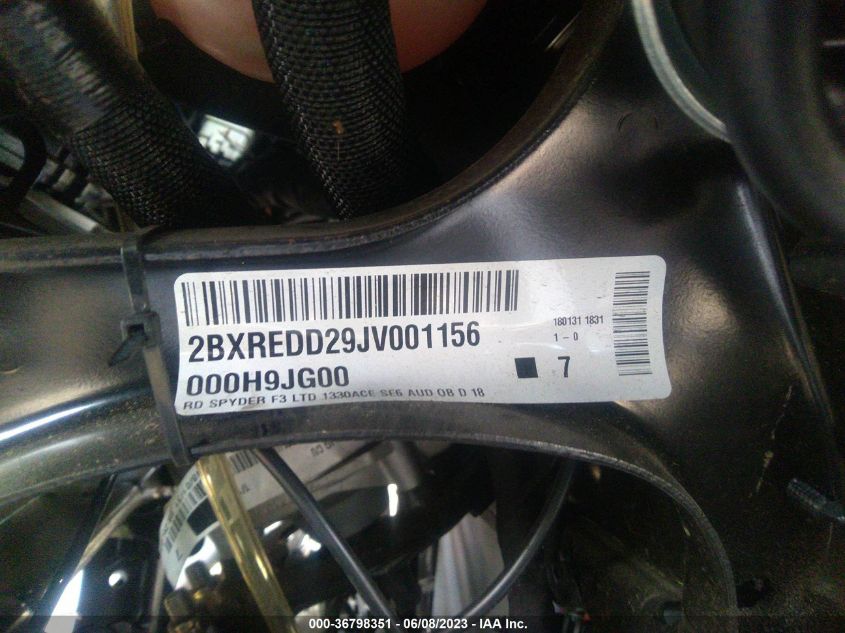 2BXREDD29JV001156
180131 1831
1 - 0
000H9JG00
7
RD SPYDER F3 LTD 1330ACE SE6 AUD OB D 18
000-36798351 - 06/08/2023 - IAA Inc.